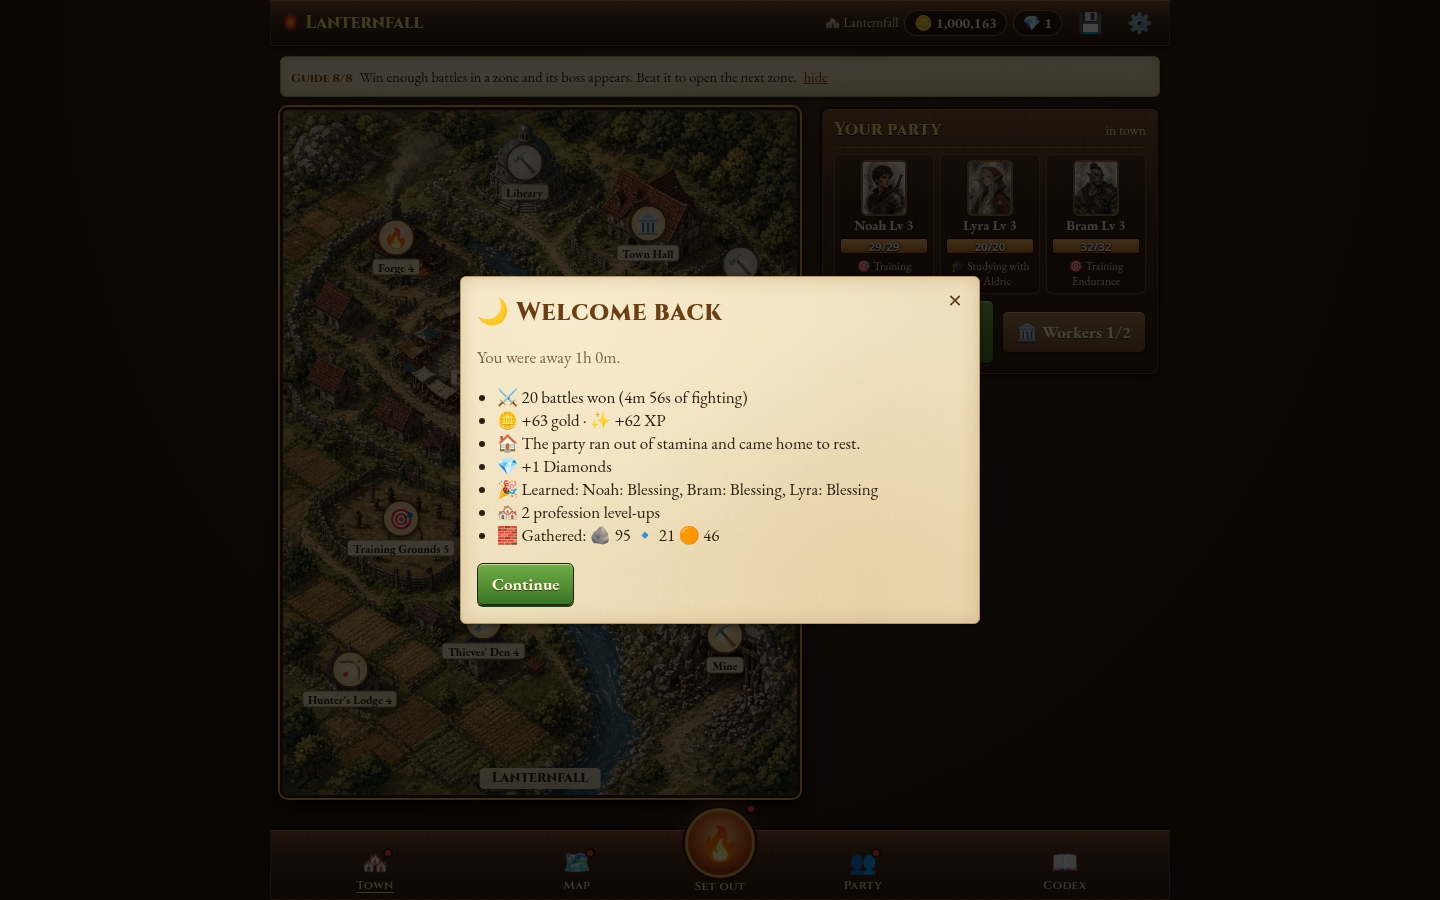 Lanternfall
Lanternfall
1,000,163
1
Guide 8/8 Win enough battles in a zone and its boss appears. Beat it to open the next zone. hide
Library
Town Hall
Forge 4
Your party
in town
Noah Lv 3
Lyra Lv 3
Bram Lv 3
29/29
20/20
32/32
Training
Studying with Aldric
Training Endurance
Workers 1/2
Welcome back
×
You were away 1h 0m.
• 20 battles won (4m 56s of fighting)
• +63 gold · +62 XP
• The party ran out of stamina and came home to rest.
• +1 Diamonds
• Learned: Noah: Blessing, Bram: Blessing, Lyra: Blessing
• 2 profession level-ups
• Gathered: 95 21 46
Continue
Training Grounds 5
Thieves' Den 4
Mine
Hunter's Lodge 4
Lanternfall
Town
Map
Set out
Party
Codex